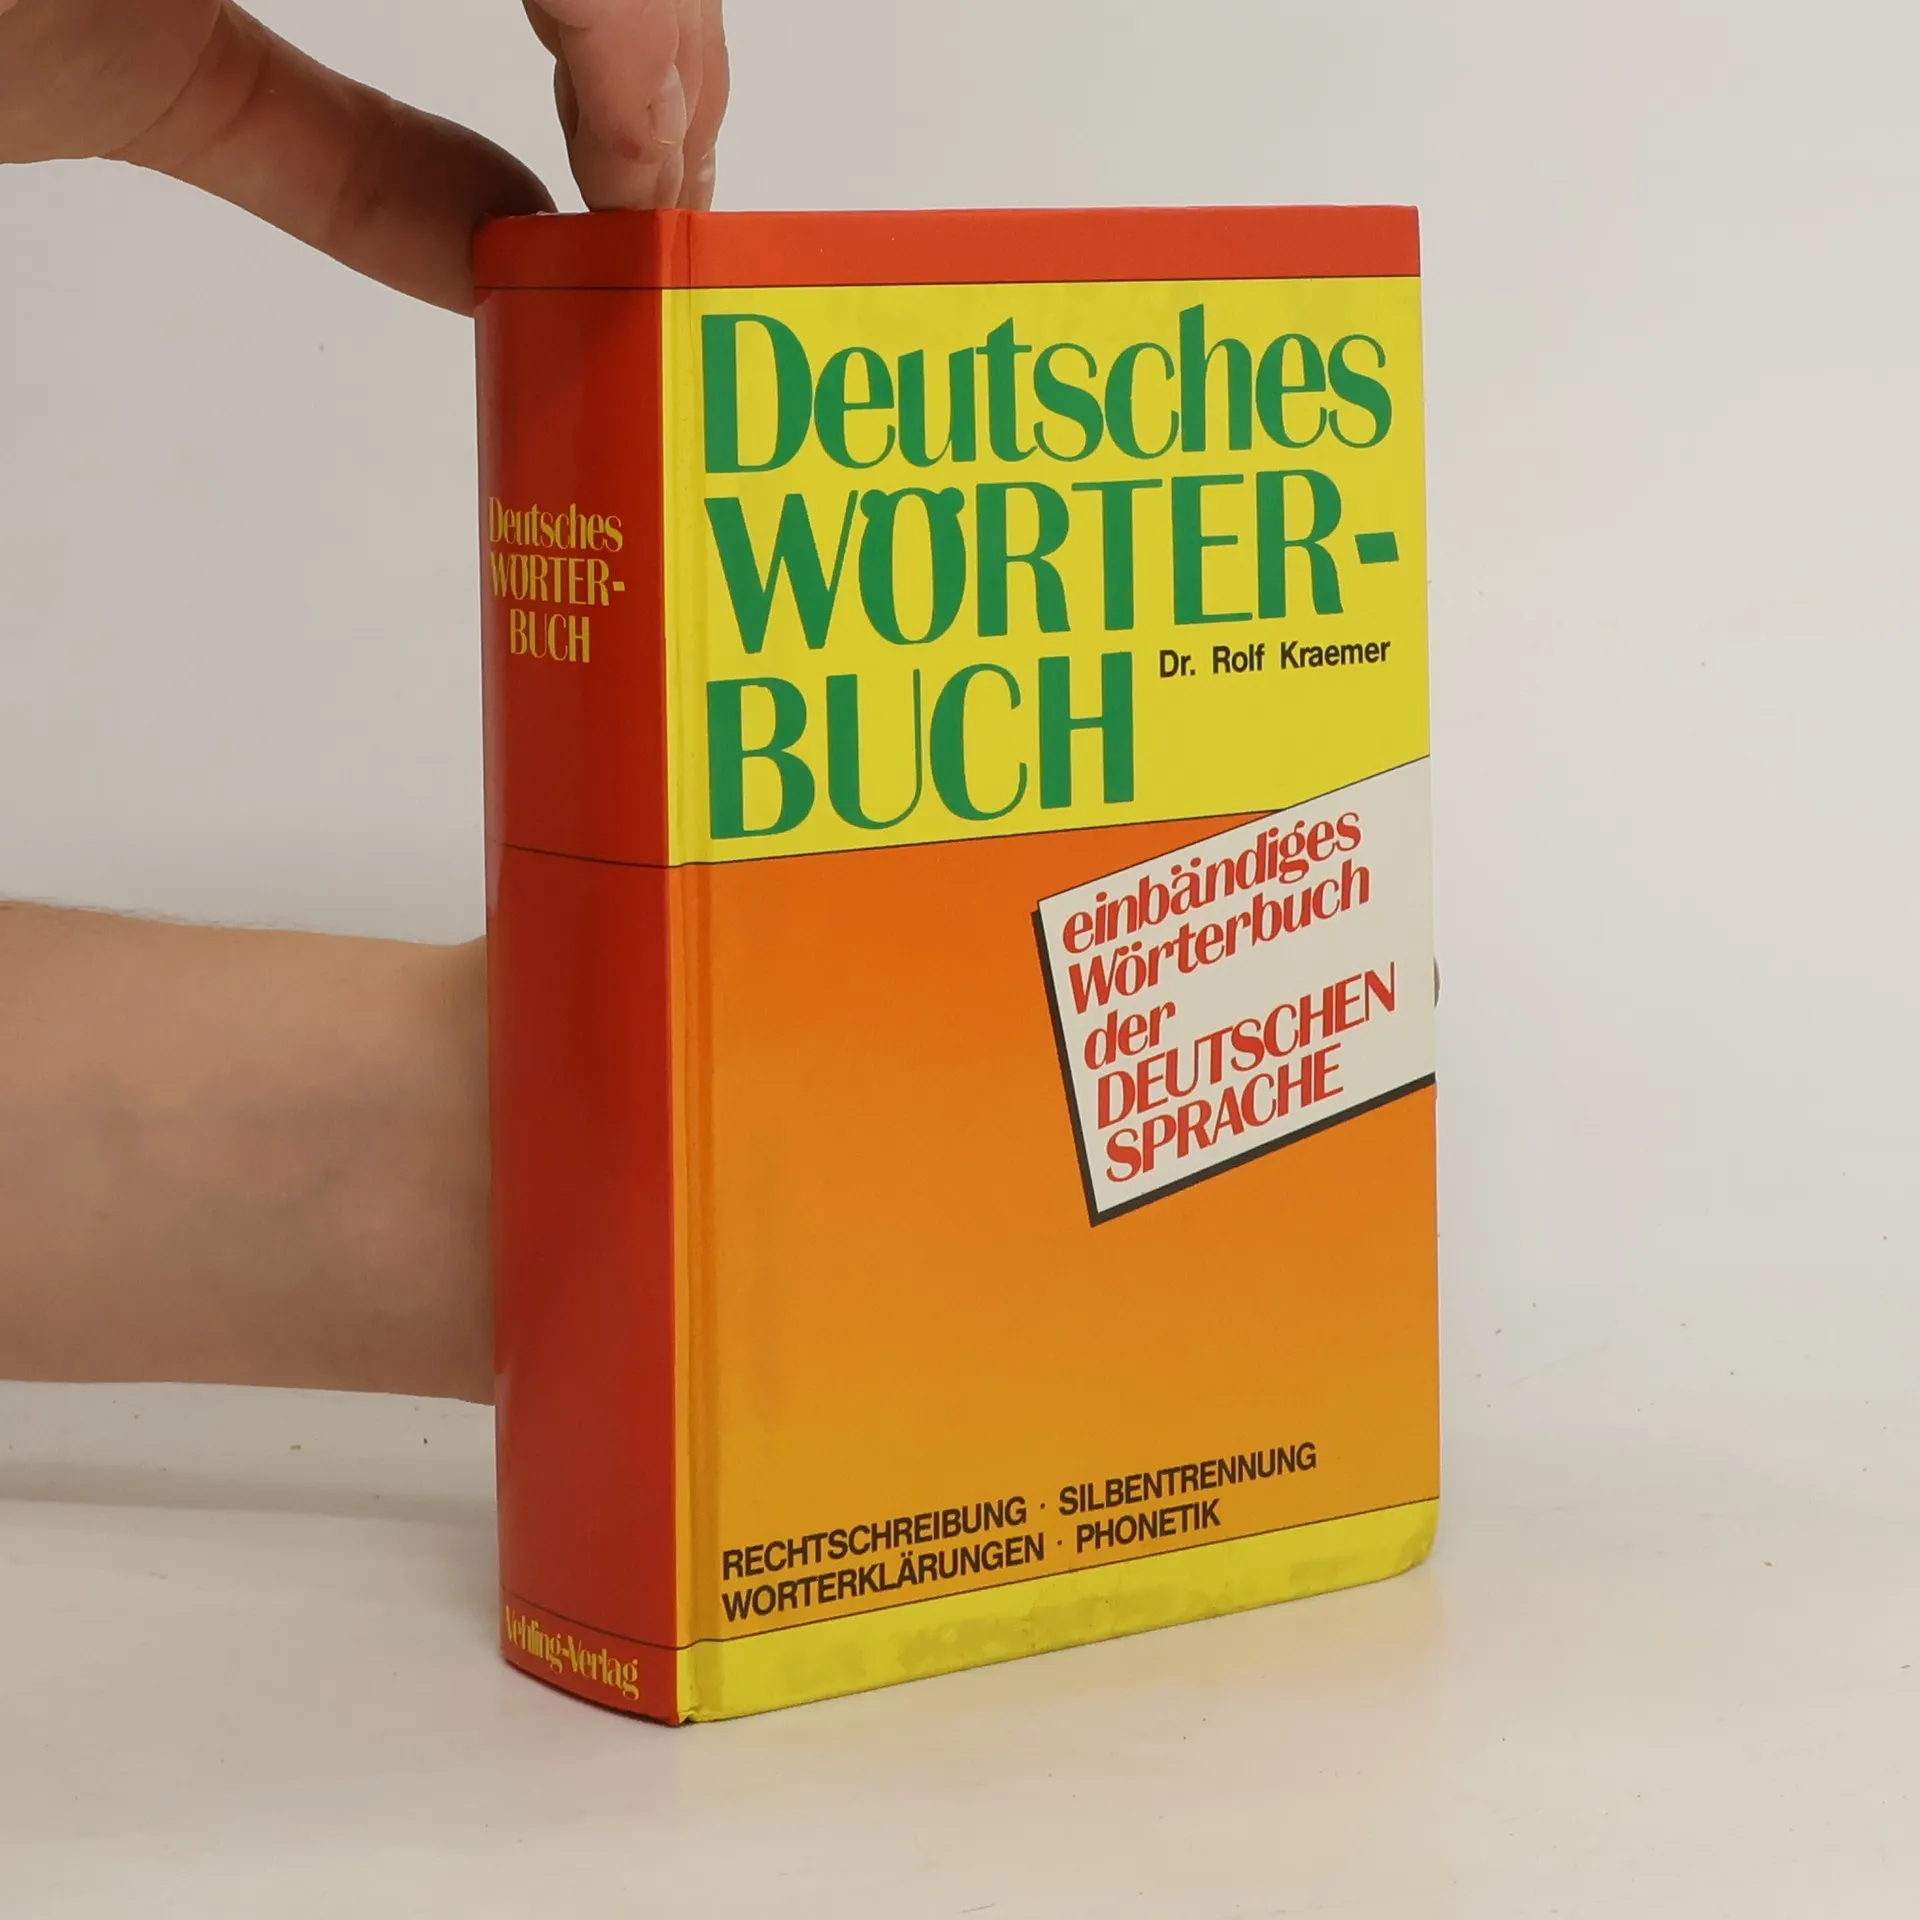 Deutsches
WÖRTER-
BUCH
Deutsches
WÖRTER-
BUCH
Dr. Rolf Kraemer
einbändiges
Wörterbuch
der
DEUTSCHEN
SPRACHE
RECHTSCHREIBUNG · SILBENTRENNUNG
WORTERKLÄRUNGEN · PHONETIK
Vehling-Verlag